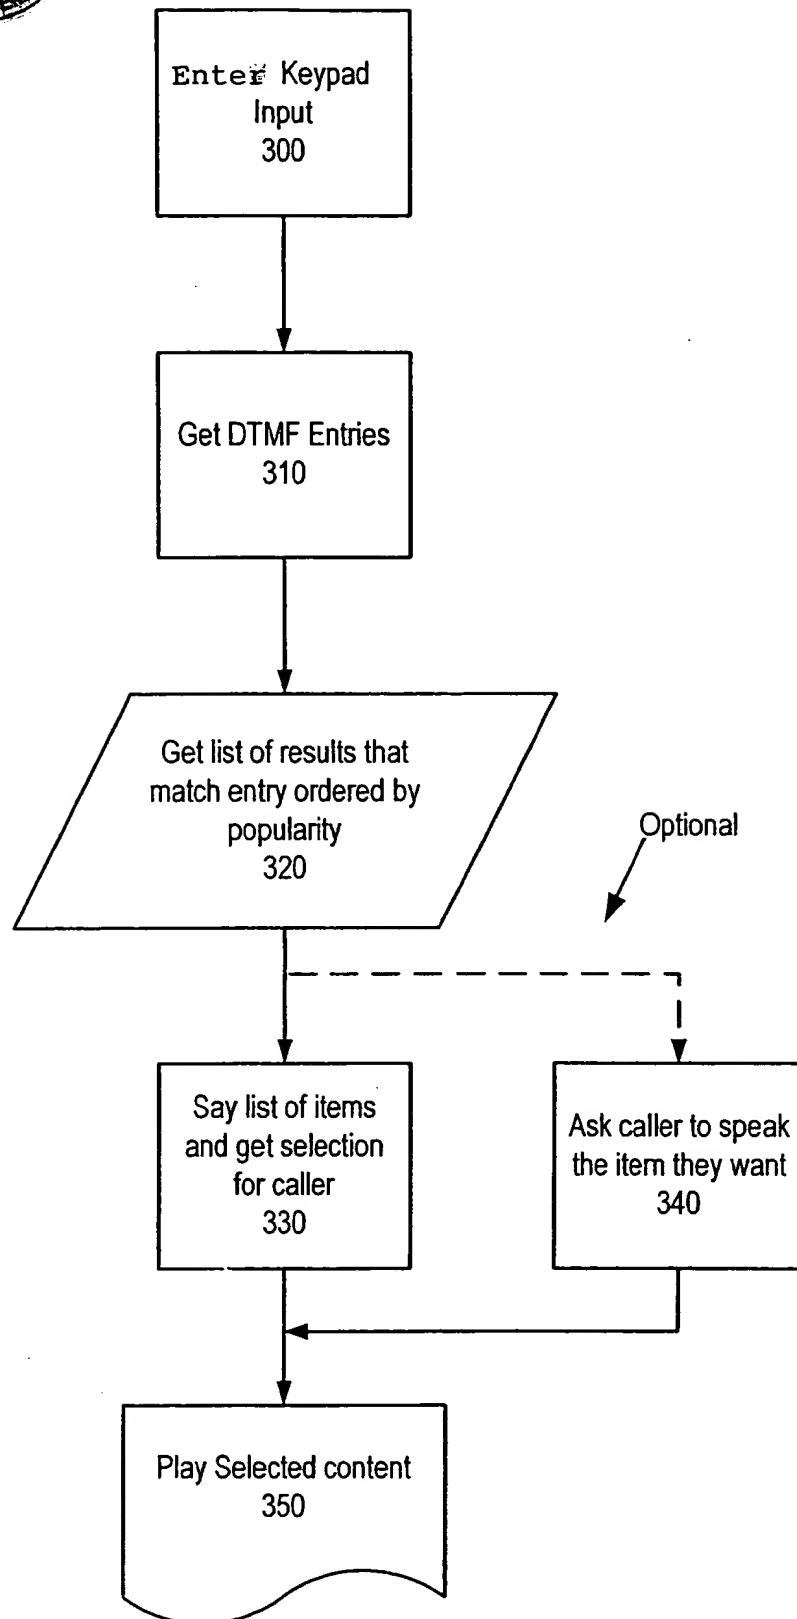 Enter Keypad
Input
300
Get DTMF Entries
310
Get list of results that
match entry ordered by
popularity
320
Optional
Say list of items
and get selection
for caller
330
Ask caller to speak
the item they want
340
Play Selected content
350